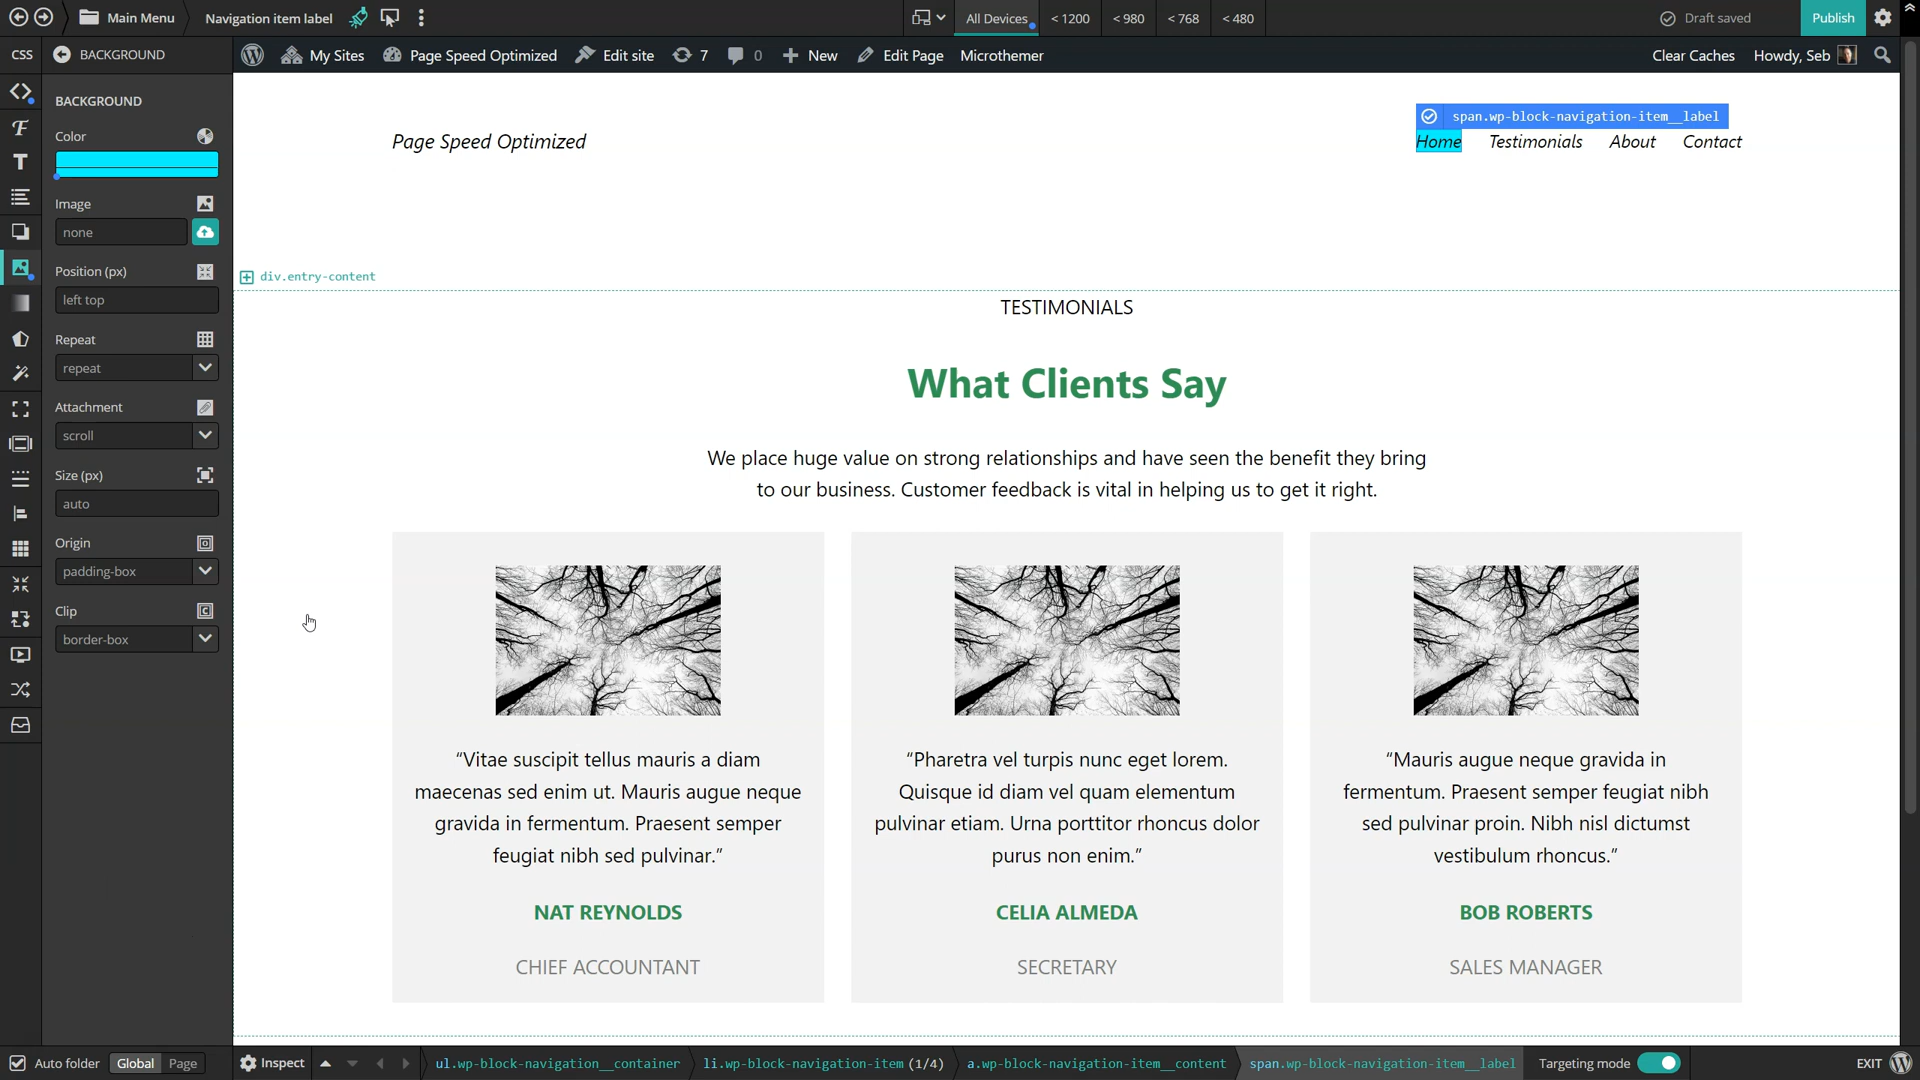 Main Menu
Navigation item label
All Devices
< 1200
< 980
< 768
< 480
Draft saved
Publish
CSS
BACKGROUND
My Sites
Page Speed Optimized
Edit site
7
0
New
Edit Page
Microthemer
Clear Caches
Howdy, Seb
BACKGROUND
Color
Image
none
Position (px)
left top
Repeat
repeat
Attachment
scroll
Size (px)
auto
Origin
padding-box
Clip
border-box
Page Speed Optimized
span.wp-block-navigation-item__label
Home
Testimonials
About
Contact
div.entry-content
TESTIMONIALS
What Clients Say
We place huge value on strong relationships and have seen the benefit they bring
to our business. Customer feedback is vital in helping us to get it right.
“Vitae suscipit tellus mauris a diam
maecenas sed enim ut. Mauris augue neque
gravida in fermentum. Praesent semper
feugiat nibh sed pulvinar.”
NAT REYNOLDS
CHIEF ACCOUNTANT
“Pharetra vel turpis nunc eget lorem.
Quisque id diam vel quam elementum
pulvinar etiam. Urna porttitor rhoncus dolor
purus non enim.”
CELIA ALMEDA
SECRETARY
“Mauris augue neque gravida in
fermentum. Praesent semper feugiat nibh
sed pulvinar proin. Nibh nisl dictumst
vestibulum rhoncus.”
BOB ROBERTS
SALES MANAGER
Auto folder
Global
Page
Inspect
ul.wp-block-navigation__container
li.wp-block-navigation-item (1/4)
a.wp-block-navigation-item__content
span.wp-block-navigation-item__label
Targeting mode
EXIT